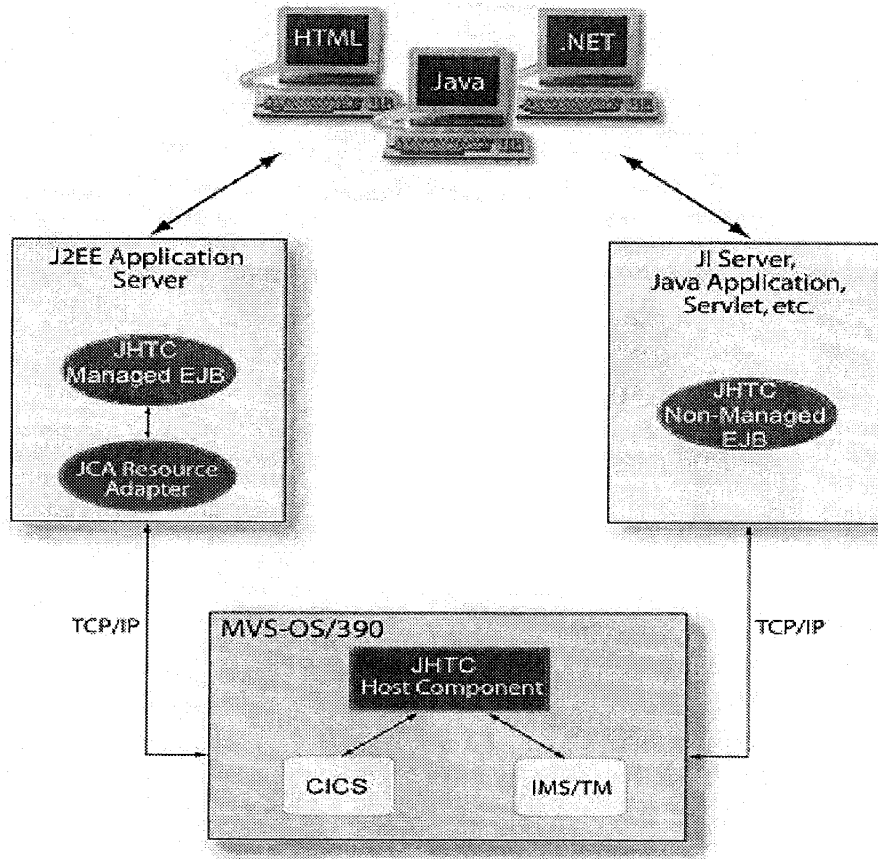 HTML
.NET
Java
J2EE Application
Server
JHTC
Managed EJB
JCA Resource
Adapter
JI Server,
Java Application,
Servlet, etc.
JHTC
Non-Managed
EJB
TCP/IP
TCP/IP
MVS-OS/390
JHTC
Host Component
CICS
IMS/TM